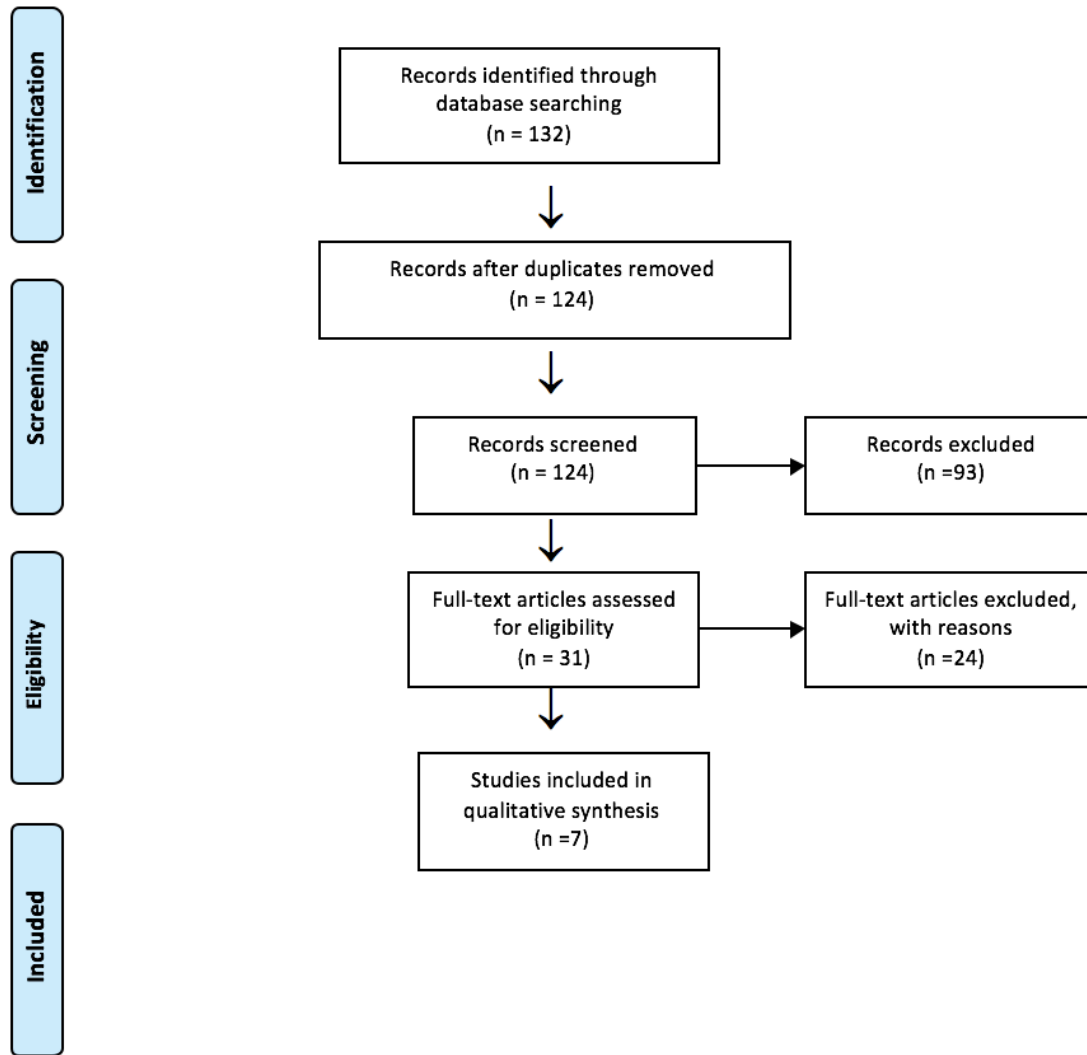 Identification
Records identified through
database searching
(n = 132)
Records after duplicates removed
(n = 124)
Screening
Records screened
(n = 124)
Records excluded
(n =93)
Eligibility
Full-text articles assessed
for eligibility
(n = 31)
Full-text articles excluded,
with reasons
(n =24)
Studies included in
qualitative synthesis
(n =7)
Included